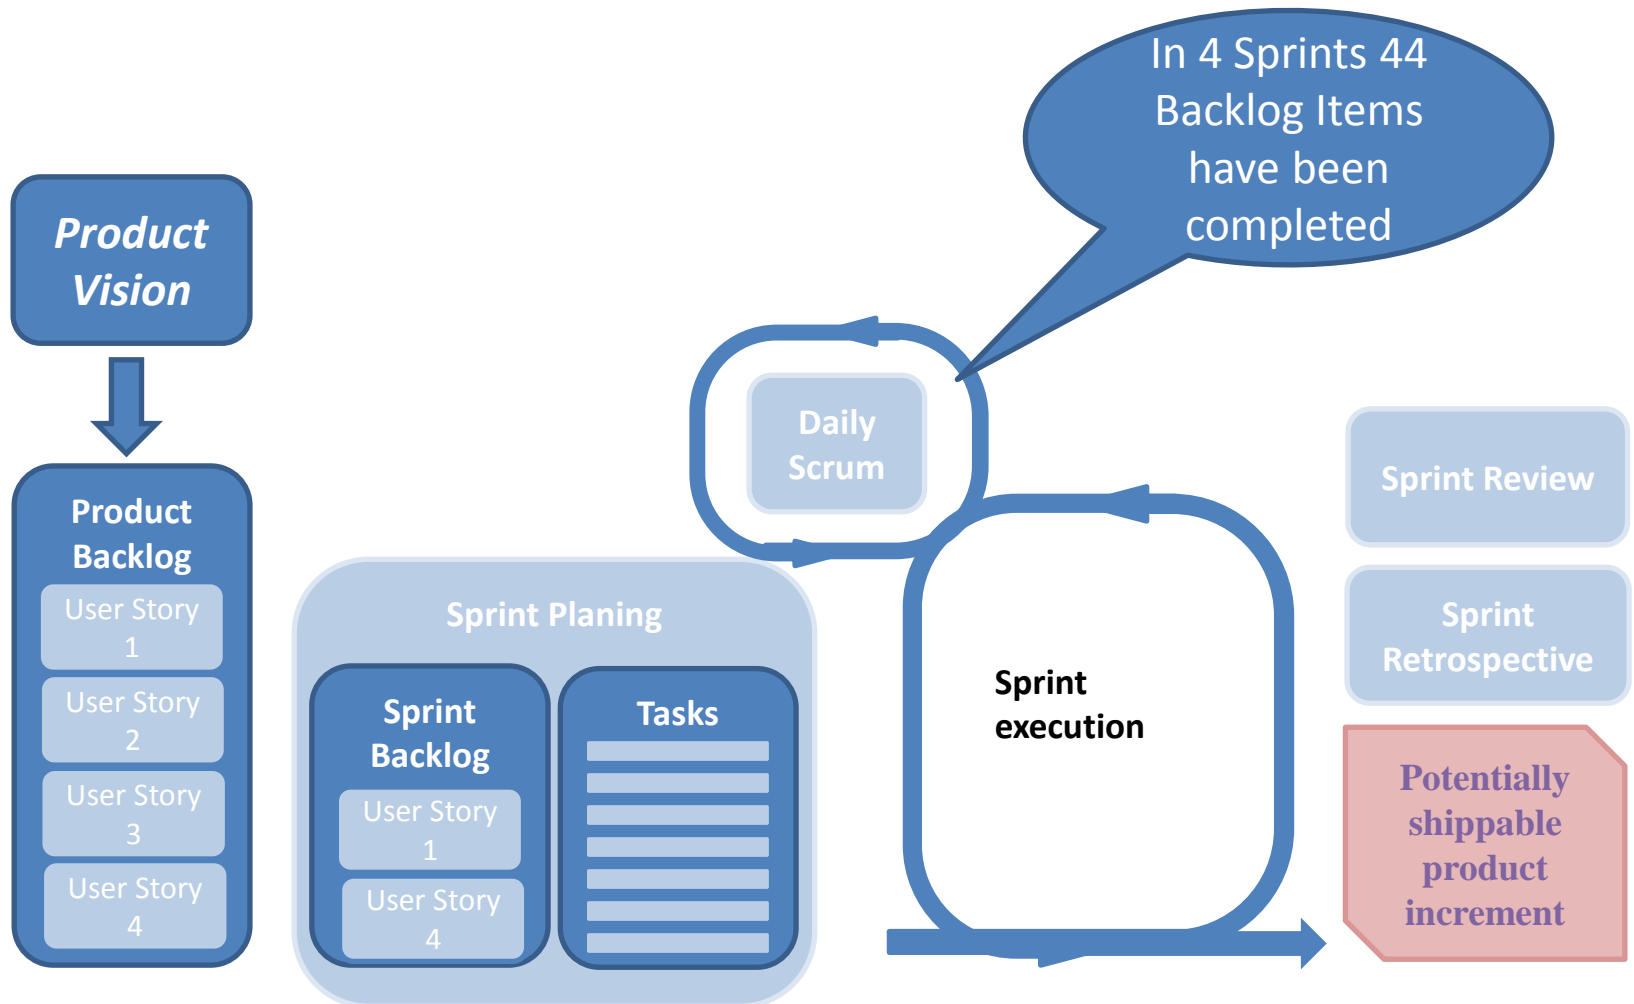 In 4 Sprints 44
Backlog Items
have been
completed
Product
Vision
Product
Backlog
User Story
1
User Story
2
User Story
3
User Story
4
Sprint Planing
Sprint
Backlog
User Story
1
User Story
4
Tasks
Daily
Scrum
Sprint
execution
Sprint Review
Sprint
Retrospective
Potentially
shippable
product
increment